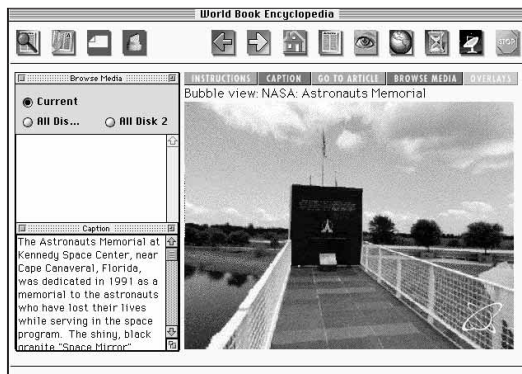 World Book Encyclopedia
STOP
INSTRUCTIONS CAPTION GO TO ARTICLE BROWSE MEDIA OVERLAYS
Browse Media
Current
All Dis... All Disk 2
Bubble view: NASA: Astronauts Memorial
Caption
The Astronauts Memorial at
Kennedy Space Center, near
Cape Canaveral, Florida,
was dedicated in 1991 as a
memorial to the astronauts
who have lost their lives
while serving in the space
program. The shiny, black
granite "Space Mirror"